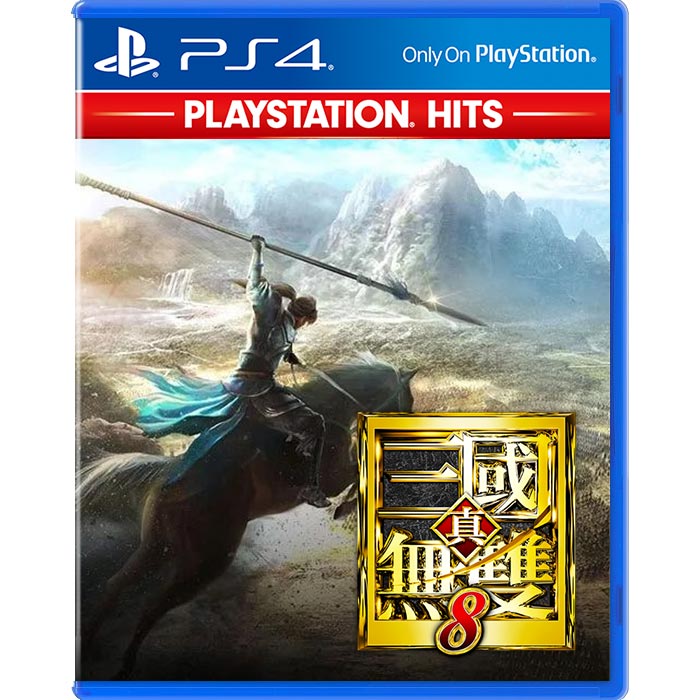 PS4
Only On PlayStation®
PLAYSTATION® HITS
三國
真
無雙
8